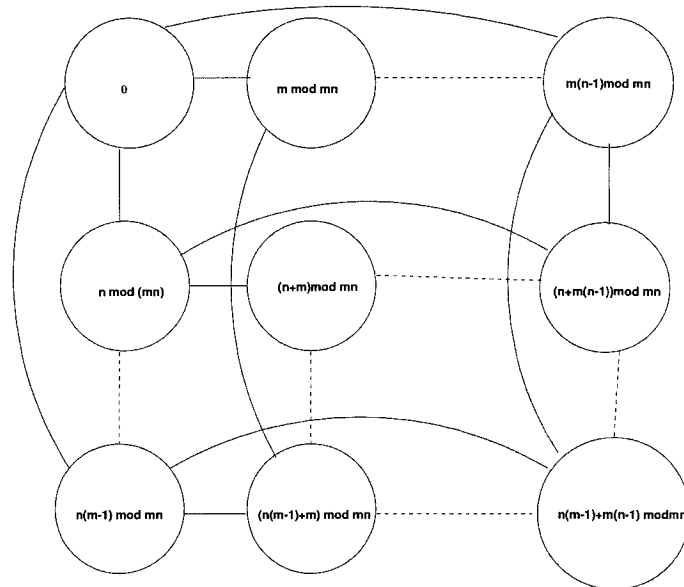 0
m mod mn
m(n-1)mod mn
n mod (mn)
(n+m)mod mn
(n+m(n-1))mod mn
n(m-1) mod mn
(n(m-1)+m) mod mn
n(m-1)+m(n-1) modmn